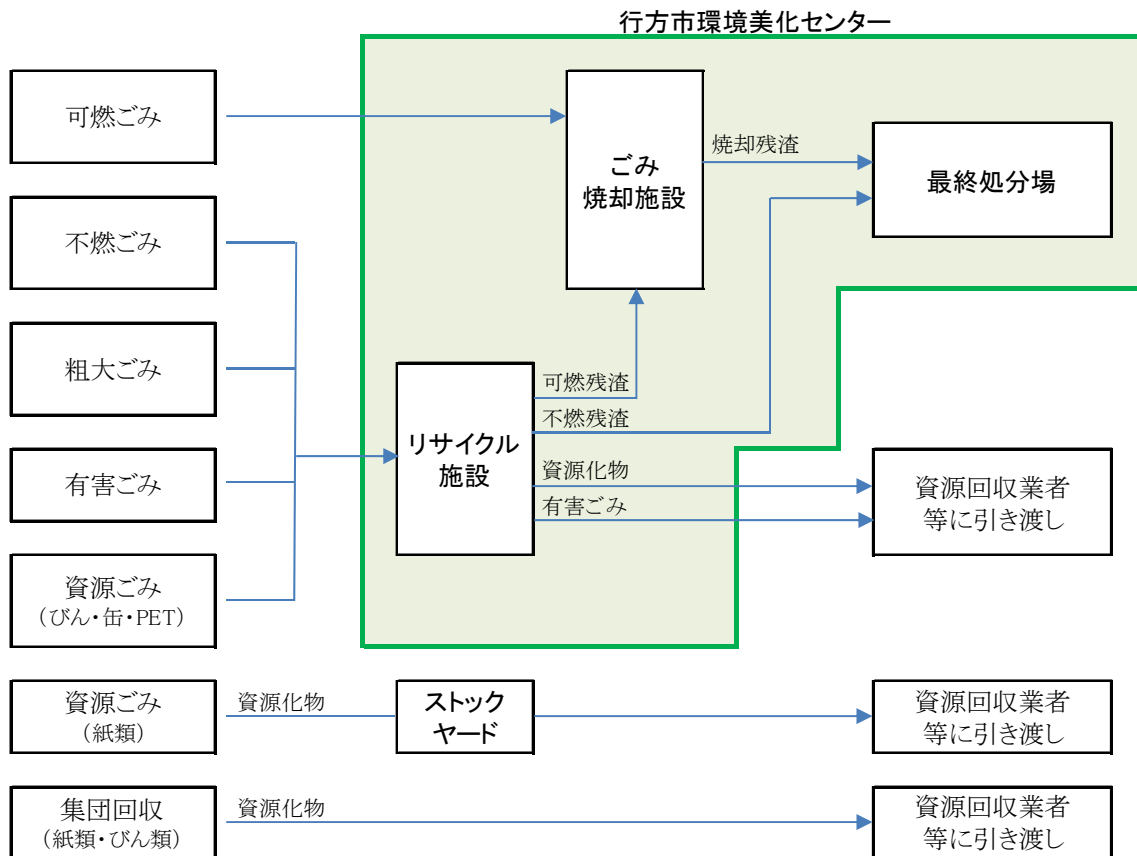 行方市環境美化センター
可燃ごみ
ごみ
焼却施設
焼却残渣
最終処分場
不燃ごみ
粗大ごみ
有害ごみ
資源ごみ
（びん・缶・PET）
リサイクル
施設
可燃残渣
不燃残渣
資源化物
有害ごみ
資源回収業者
等に引き渡し
資源ごみ
（紙類）
資源化物
ストック
ヤード
資源回収業者
等に引き渡し
集団回収
（紙類・びん類）
資源化物
資源回収業者
等に引き渡し